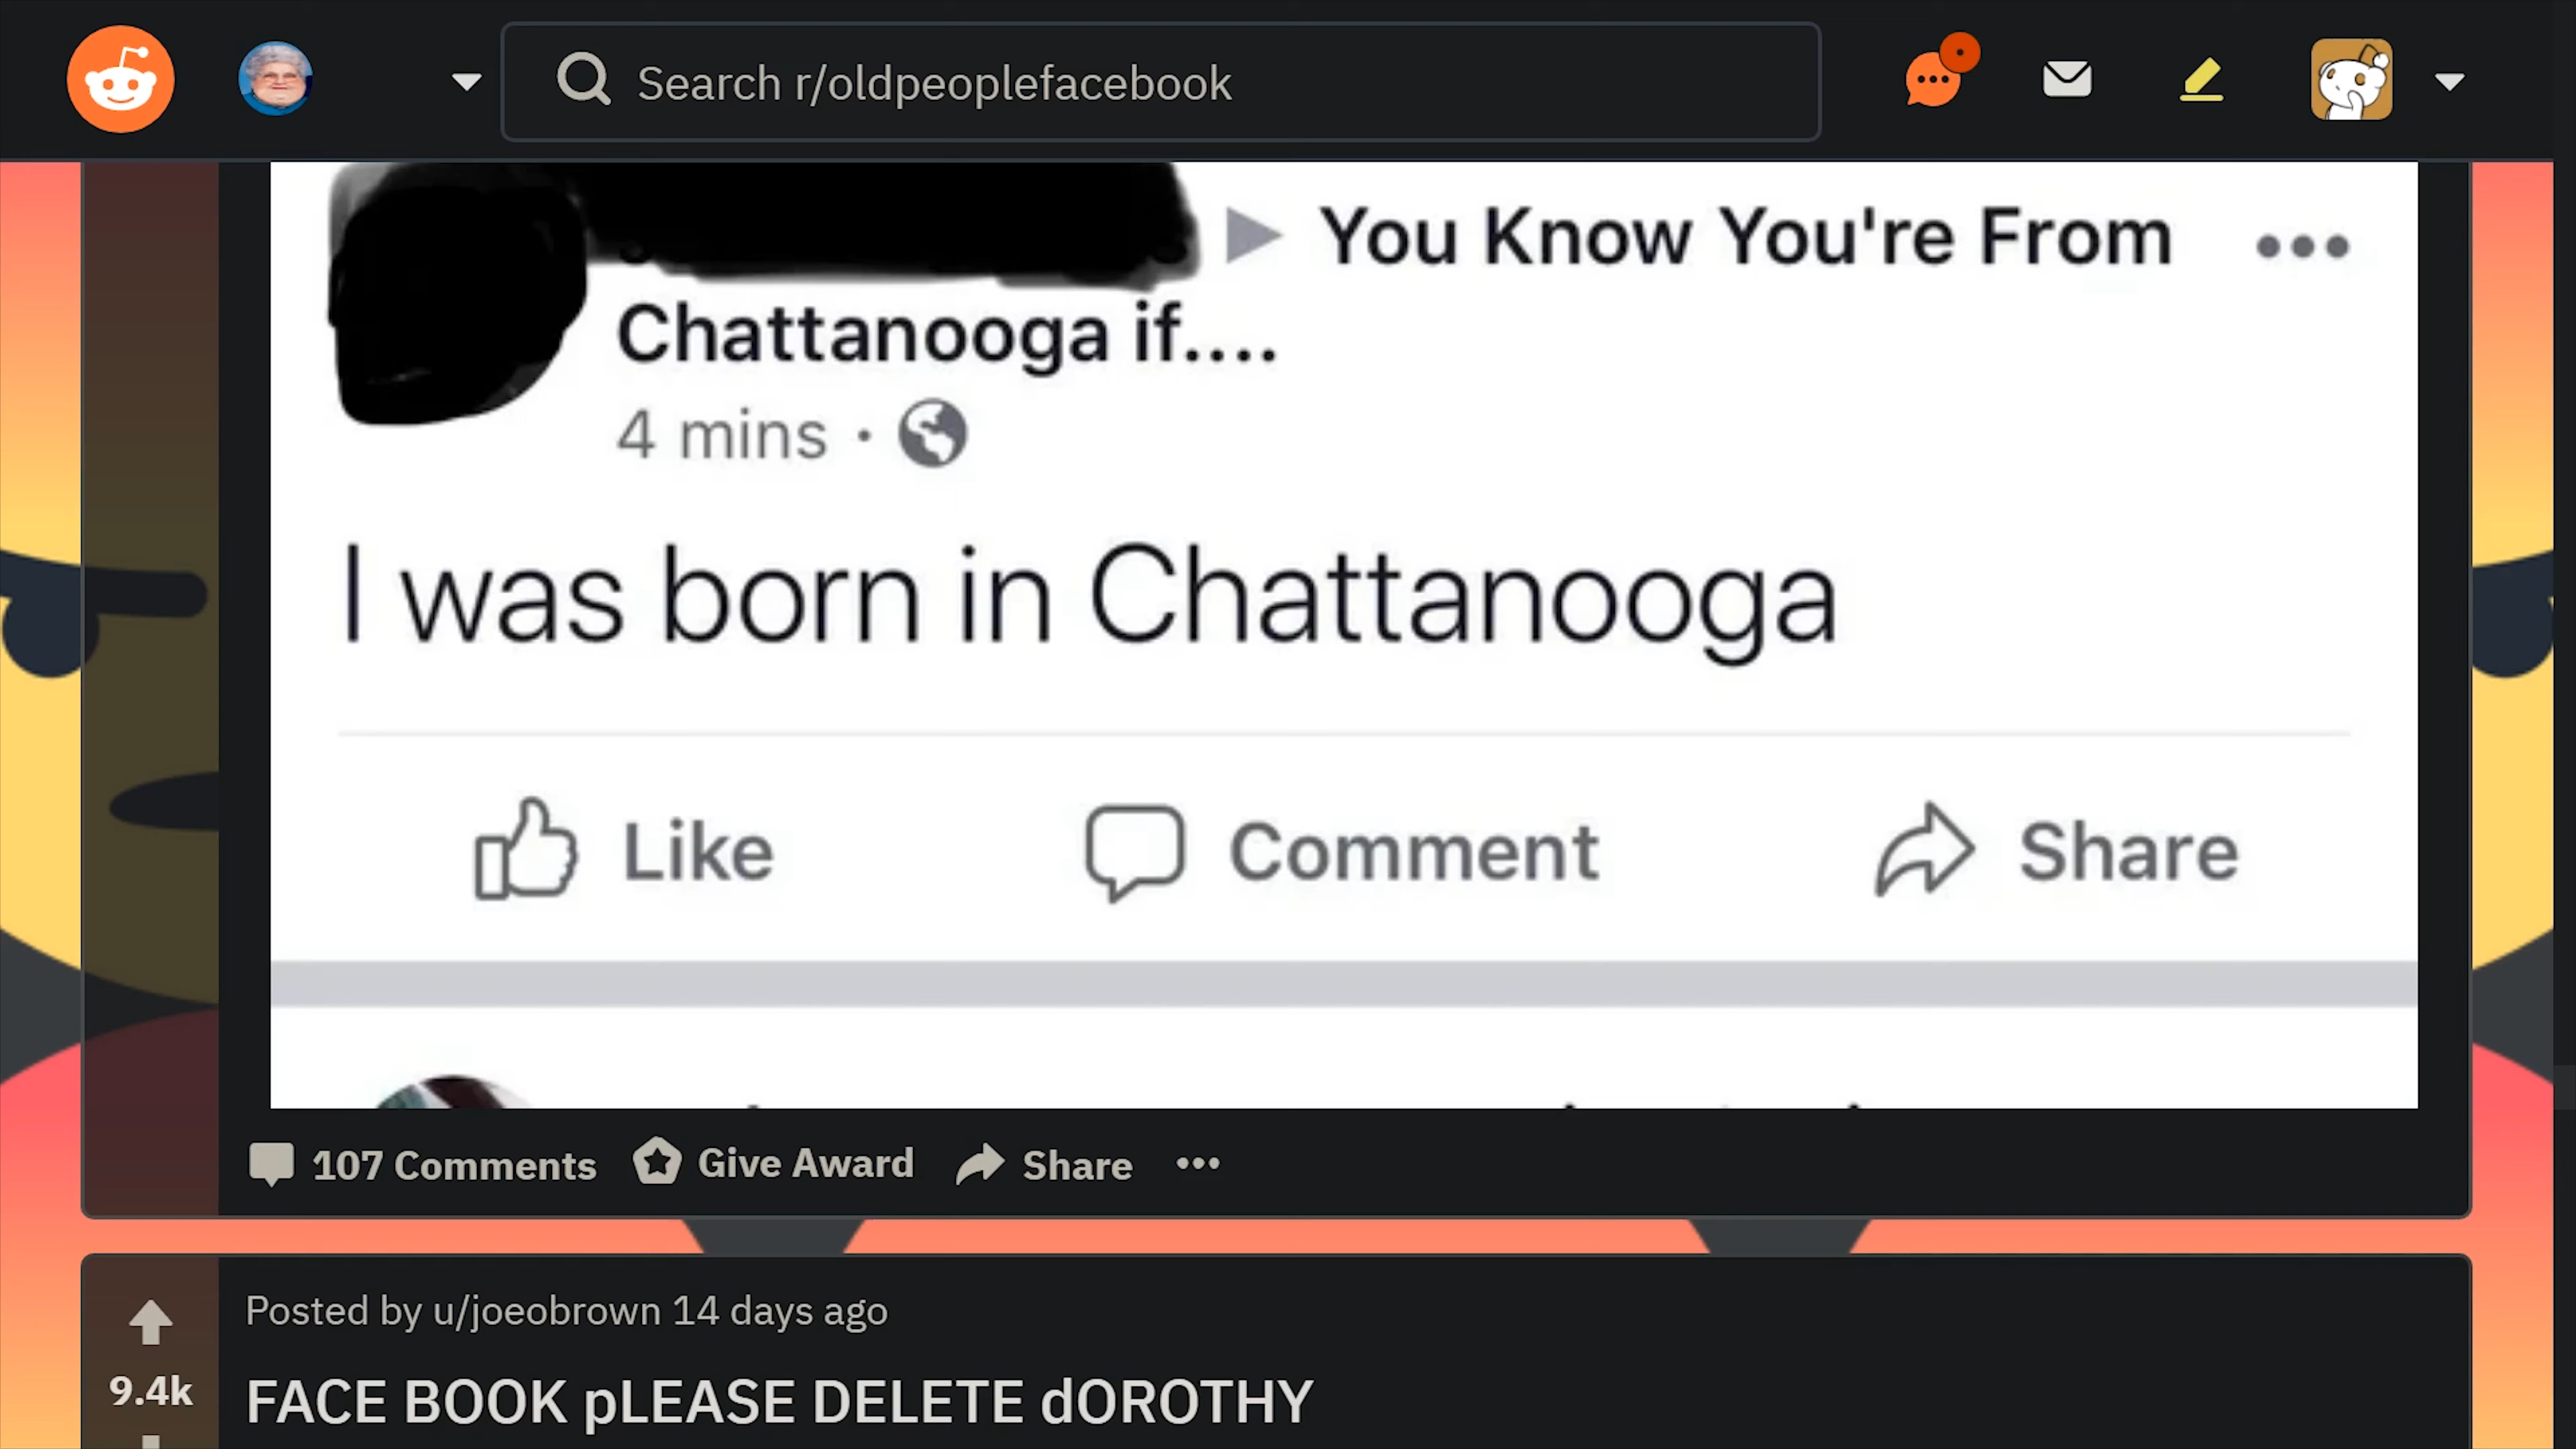 Search r/oldpeoplefacebook
You Know You're From
Chattanooga if....
4 mins ·
I was born in Chattanooga
Like Comment Share
107 Comments Give Award Share
Posted by u/joeobrown 14 days ago
9.4k FACE BOOK pLEASE DELETE dOROTHY